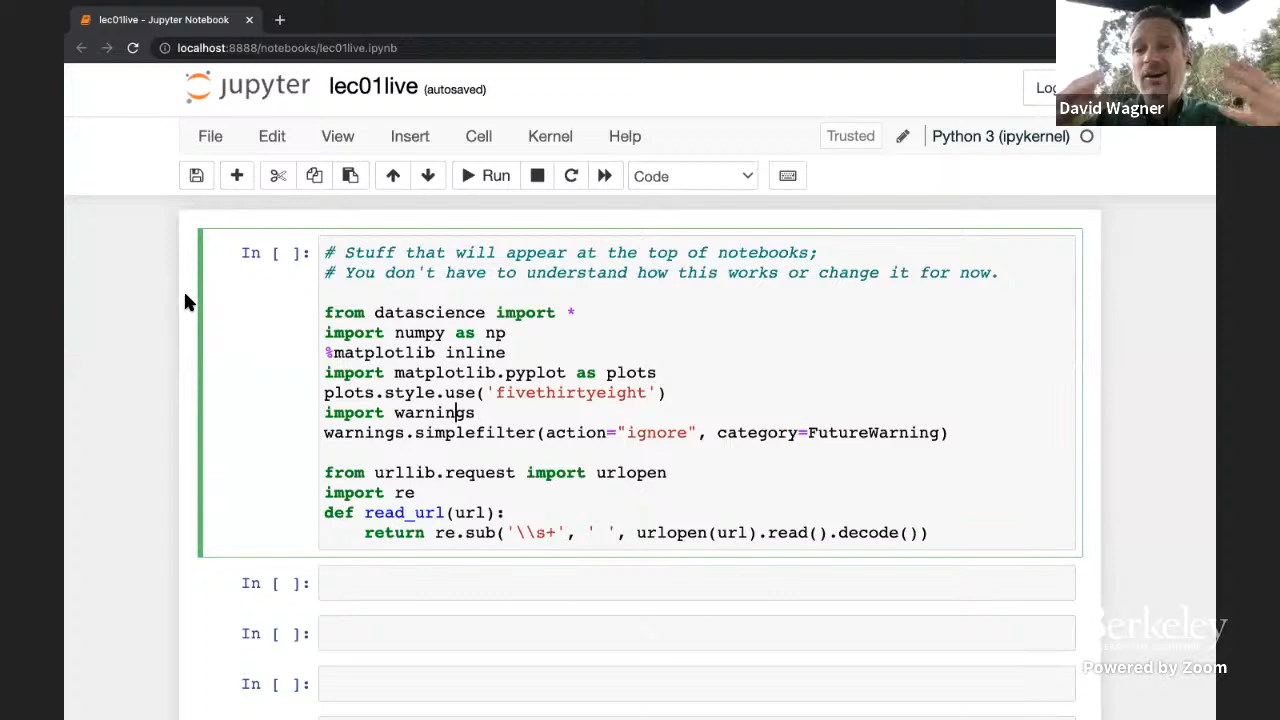 lec01live - Jupyter Notebook
localhost:8888/notebooks/lec01live.ipynb
jupyter lec01live (autosaved)
David Wagner
File Edit View Insert Cell Kernel Help Trusted Python 3 (ipykernel)
Run Code
In [ ]:
# Stuff that will appear at the top of notebooks;
# You don't have to understand how this works or change it for now.
from datascience import *
import numpy as np
%matplotlib inline
import matplotlib.pyplot as plots
plots.style.use('fivethirtyeight')
import warnings
warnings.simplefilter(action="ignore", category=FutureWarning)
from urllib.request import urlopen
import re
def read_url(url):
    return re.sub('\\s+', ' ', urlopen(url).read().decode())
In [ ]:
In [ ]:
In [ ]:
Berkeley
Powered by Zoom